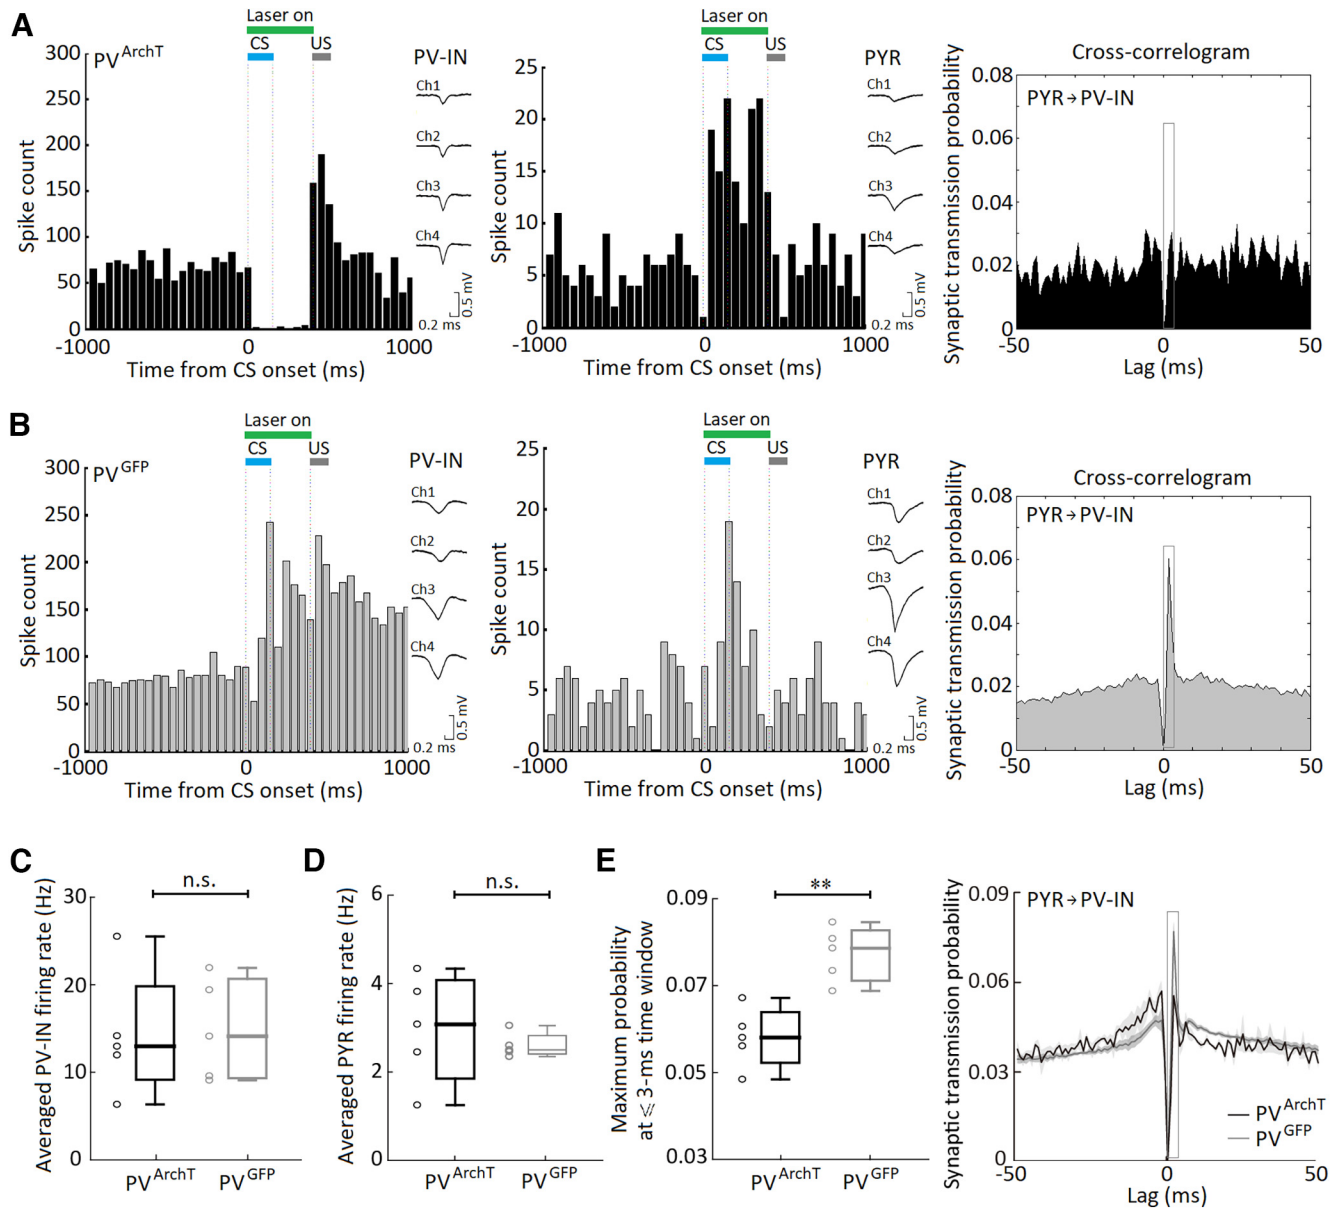 A
Laser on
CS
US
PV^ArchT
PV-IN
Ch1
Ch2
Ch3
Ch4
0.5 mV
0.2 ms
Spike count
300
250
200
150
100
50
0
-1000
0
1000
Time from CS onset (ms)
Laser on
CS
US
PYR
Ch1
Ch2
Ch3
Ch4
0.5 mV
0.2 ms
Spike count
25
20
15
10
5
0
-1000
0
1000
Time from CS onset (ms)
Cross-correlogram
PYR→PV-IN
Synaptic transmission probability
0.08
0.06
0.04
0.02
0
-50
0
50
Lag (ms)
B
Laser on
CS
US
PV^GFP
PV-IN
Ch1
Ch2
Ch3
Ch4
0.5 mV
0.2 ms
Spike count
300
250
200
150
100
50
0
-1000
0
1000
Time from CS onset (ms)
Laser on
CS
US
PYR
Ch1
Ch2
Ch3
Ch4
0.5 mV
0.2 ms
Spike count
25
20
15
10
5
0
-1000
0
1000
Time from CS onset (ms)
Cross-correlogram
PYR→PV-IN
Synaptic transmission probability
0.08
0.06
0.04
0.02
0
-50
0
50
Lag (ms)
C
n.s.
Averaged PV-IN firing rate (Hz)
30
20
10
0
PV^ArchT
PV^GFP
D
n.s.
Averaged PYR firing rate (Hz)
6
4
2
0
PV^ArchT
PV^GFP
E
**
Maximum probability
at ⩽ 3-ms time window
0.09
0.07
0.05
0.03
PV^ArchT
PV^GFP
PYR→PV-IN
Synaptic transmission probability
0.09
0.06
0.03
0
PV^ArchT
PV^GFP
-50
0
50
Lag (ms)